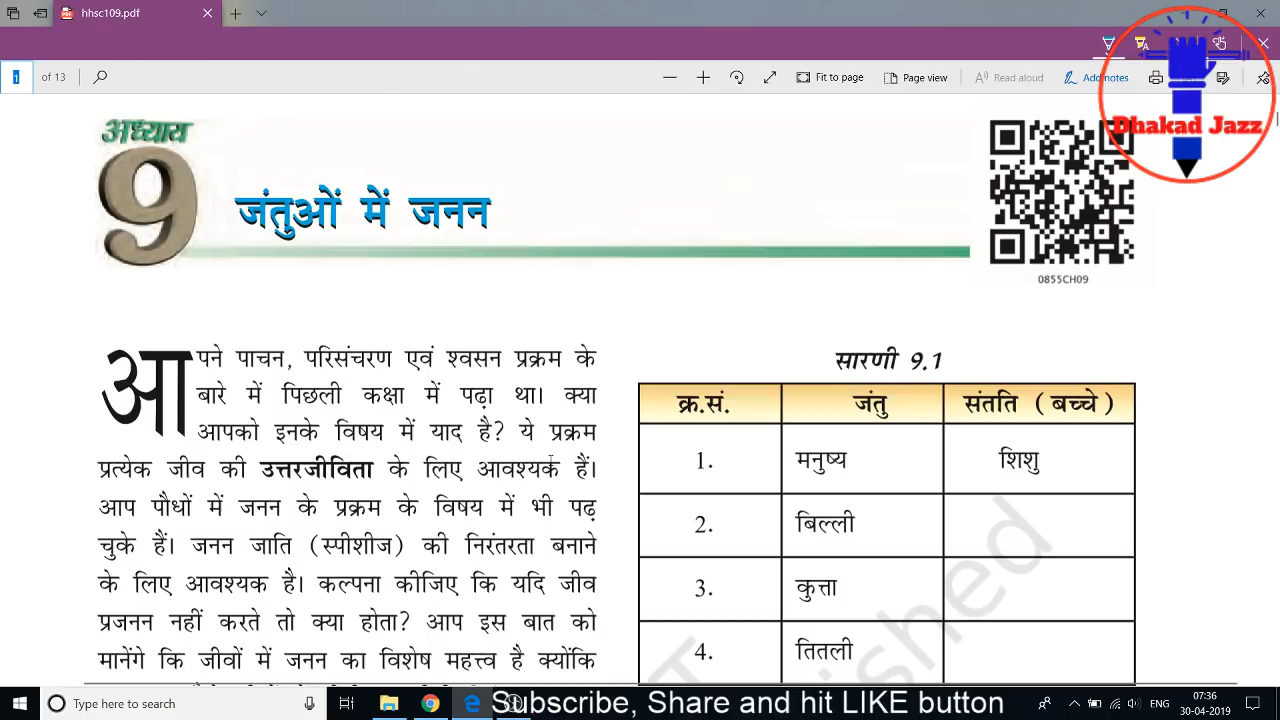 hhsc109.pdf
1 of 13
Fit to page
Page view
Read aloud
Add notes
Dhakad Jazz
अध्याय
9
जंतुओं में जनन
0855CH09
आपने पाचन, परिसंचरण एवं श्वसन प्रक्रम के
बारे में पिछली कक्षा में पढ़ा था। क्या
आपको इनके विषय में याद है? ये प्रक्रम
प्रत्येक जीव की उत्तरजीविता के लिए आवश्यक हैं।
आप पौधों में जनन के प्रक्रम के विषय में भी पढ़
चुके हैं। जनन जाति (स्पीशीज) की निरंतरता बनाने
के लिए आवश्यक है। कल्पना कीजिए कि यदि जीव
प्रजनन नहीं करते तो क्या होता? आप इस बात को
मानेंगे कि जीवों में जनन का विशेष महत्त्व है क्योंकि
सारणी 9.1
क्र.सं. जंतु संतति (बच्चे)
1. मनुष्य शिशु
2. बिल्ली
3. कुत्ता
4. तितली
Type here to search
Subscribe, Share and hit LIKE button
ENG
07:36
30-04-2019